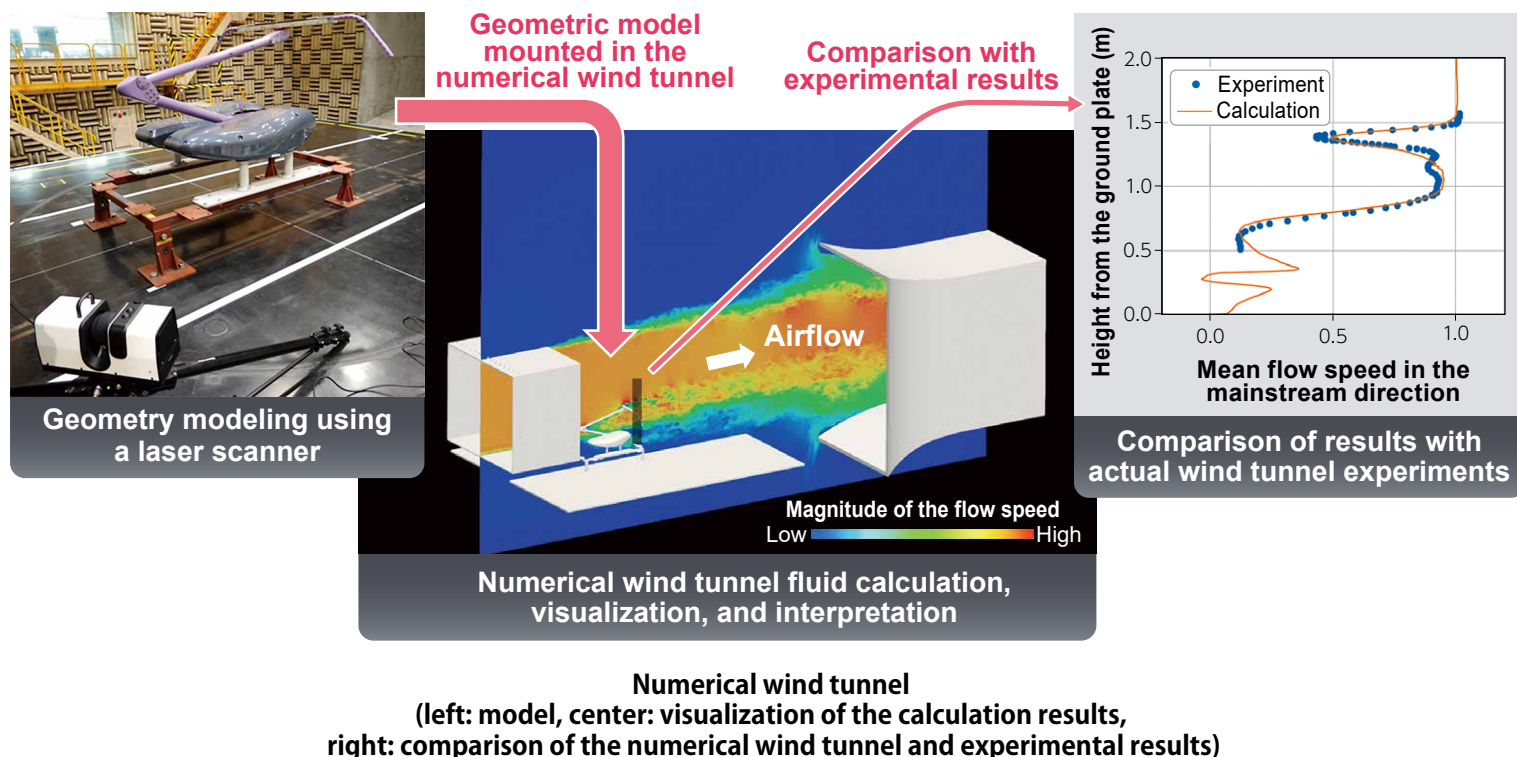 Geometric model
mounted in the
numerical wind tunnel
Comparison with
experimental results
Geometry modeling using
a laser scanner
Airflow
Magnitude of the flow speed
Low
High
Numerical wind tunnel fluid calculation,
visualization, and interpretation
Height from the ground plate (m)
2.0
1.5
1.0
0.5
0.0
Experiment
Calculation
0.0
0.5
1.0
Mean flow speed in the
mainstream direction
Comparison of results with
actual wind tunnel experiments
Numerical wind tunnel
(left: model, center: visualization of the calculation results,
right: comparison of the numerical wind tunnel and experimental results)